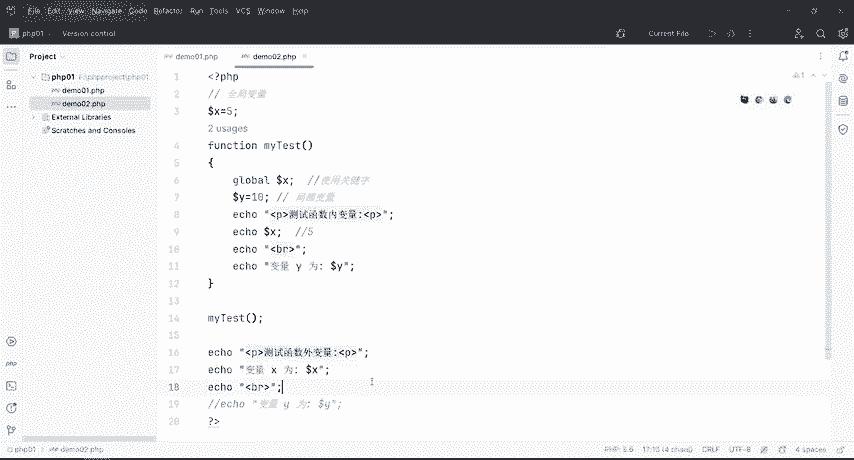 File Edit View Navigate Code Refactor Run Tools VCS Window Help
php01 Version control Current File
Project
demo01.php demo02.php
php01 F:\phpproject\php01
demo01.php
demo02.php
External Libraries
Scratches and Consoles
1 <?php
2 // 全局变量
3 $x=5;
2 usages
4 function myTest()
5 {
6 global $x; //使用关键字
7 $y=10; // 局部变量
8 echo "<p>测试函数内变量:<p>";
9 echo $x; //5
10 echo "<br>";
11 echo "变量 y 为: $y";
12 }
13
14 myTest();
15
16 echo "<p>测试函数外变量:<p>";
17 echo "变量 x 为: $x";
18 echo "<br>";
19 //echo "变量 y 为: $y";
20 ?>
1
php
php01 demo02.php
PHP: 5.6 CRLF UTF-8 4 spaces